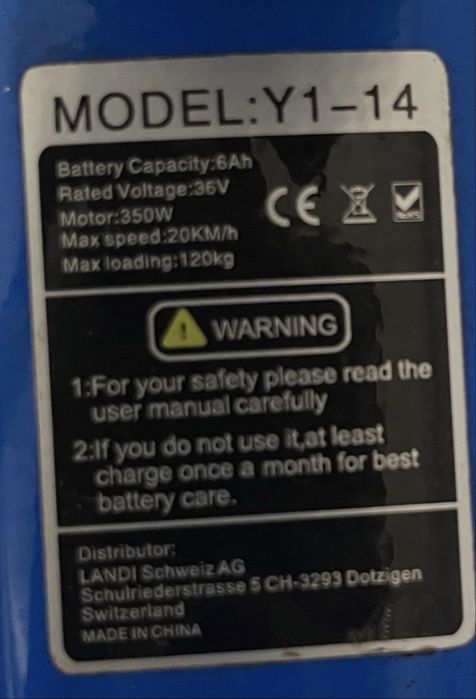 MODEL:Y1-14
Battery Capacity:6Ah
Rated Voltage:36V
Motor:350W
Max speed:20KM/h
Max loading:120kg
CE
RoHS
WARNING
1:For your safety please read the
user manual carefully
2:If you do not use it,at least
charge once a month for best
battery care.
Distributor:
LANDI Schweiz AG
Schulriederstrasse 5 CH-3293 Dotzigen
Switzerland
MADE IN CHINA